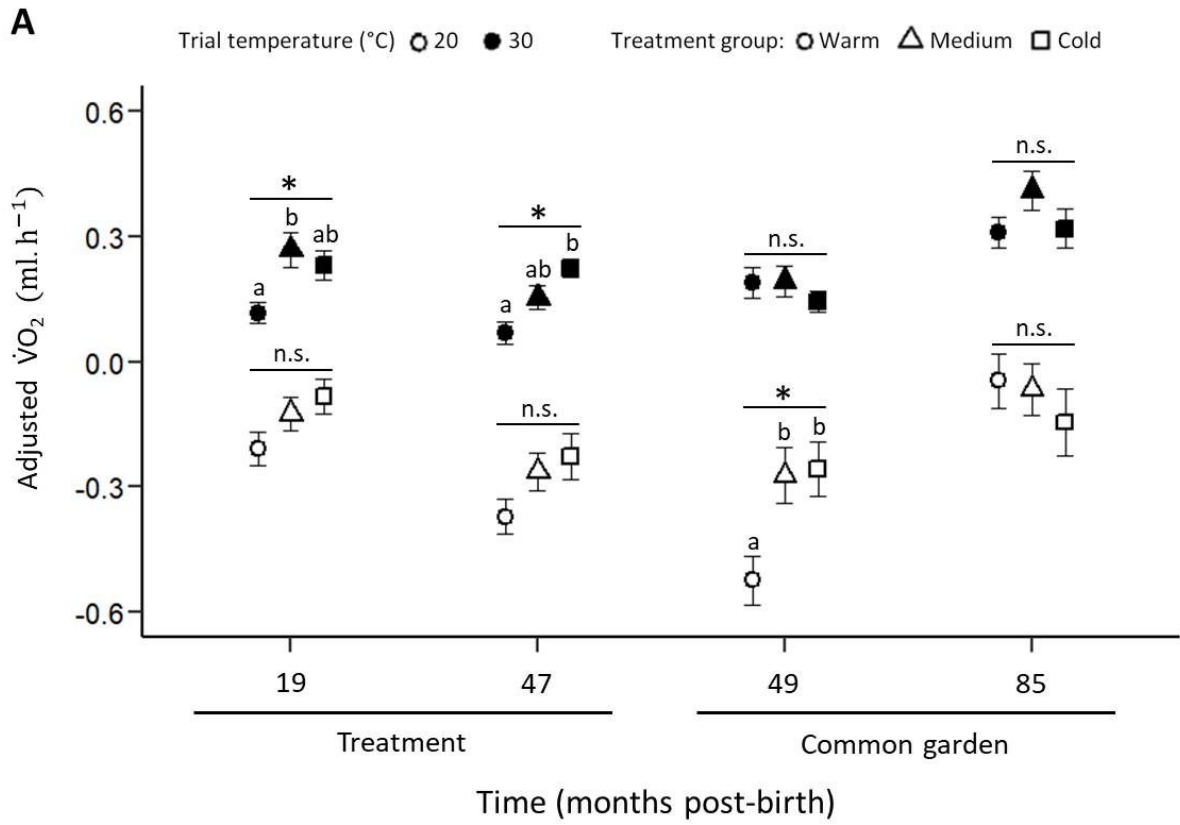 A
Trial temperature (°C) 20 30 Treatment group: Warm Medium Cold
0.6
0.3
0.0
-0.3
-0.6
Adjusted V̇O₂ (ml. h⁻¹)
*
b
ab
a
n.s.
*
b
ab
a
n.s.
n.s.
*
b b
a
n.s.
n.s.
19 47 49 85
Treatment Common garden
Time (months post-birth)